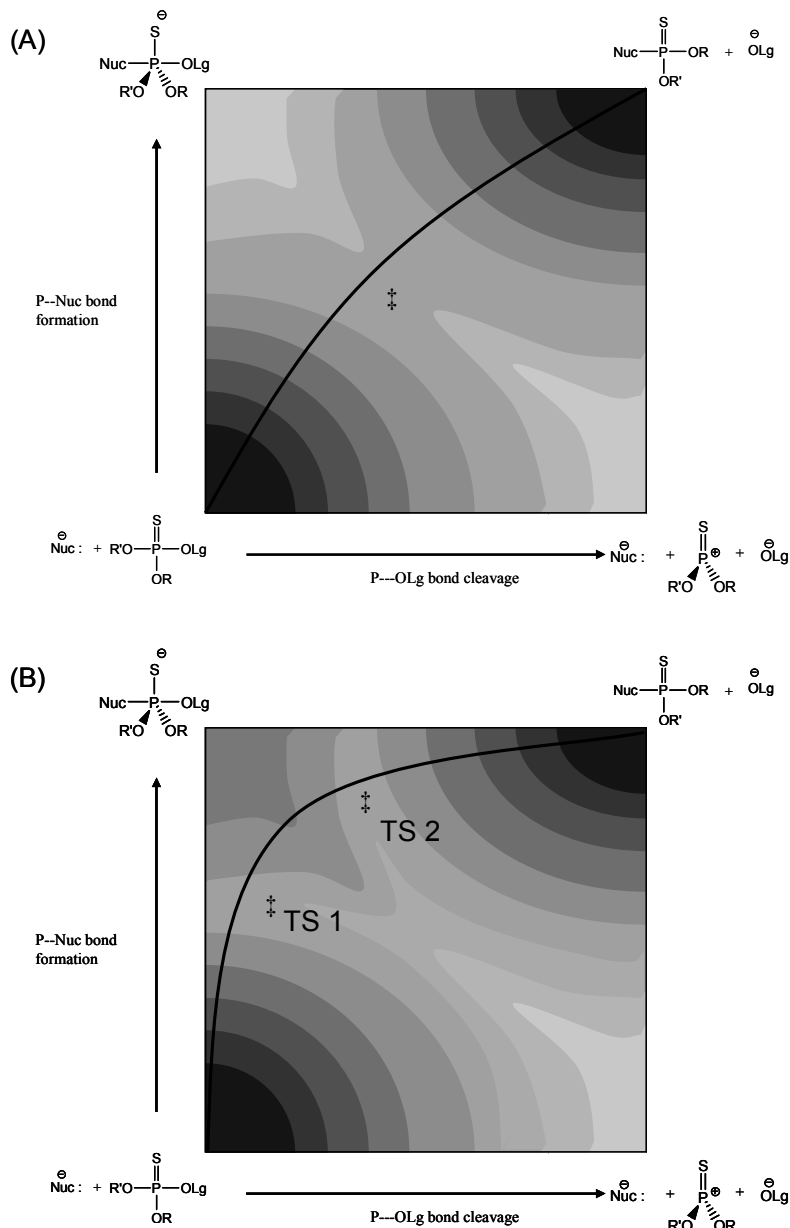 (A)
⊖
S
Nuc—P—OLg
R'O OR
S
Nuc—P—OR + ⊖OLg
OR'
‡
P--Nuc bond
formation
⊖
Nuc : + R'O—P—OLg
S
OR
P---OLg bond cleavage
⊖
Nuc : + S P⊕ + ⊖OLg
R'O OR
(B)
⊖
S
Nuc—P—OLg
R'O OR
S
Nuc—P—OR + ⊖OLg
OR'
‡
TS 2
‡
TS 1
P--Nuc bond
formation
⊖
Nuc : + R'O—P—OLg
S
OR
P---OLg bond cleavage
⊖
Nuc : + S P⊕ + ⊖OLg
R'O OR